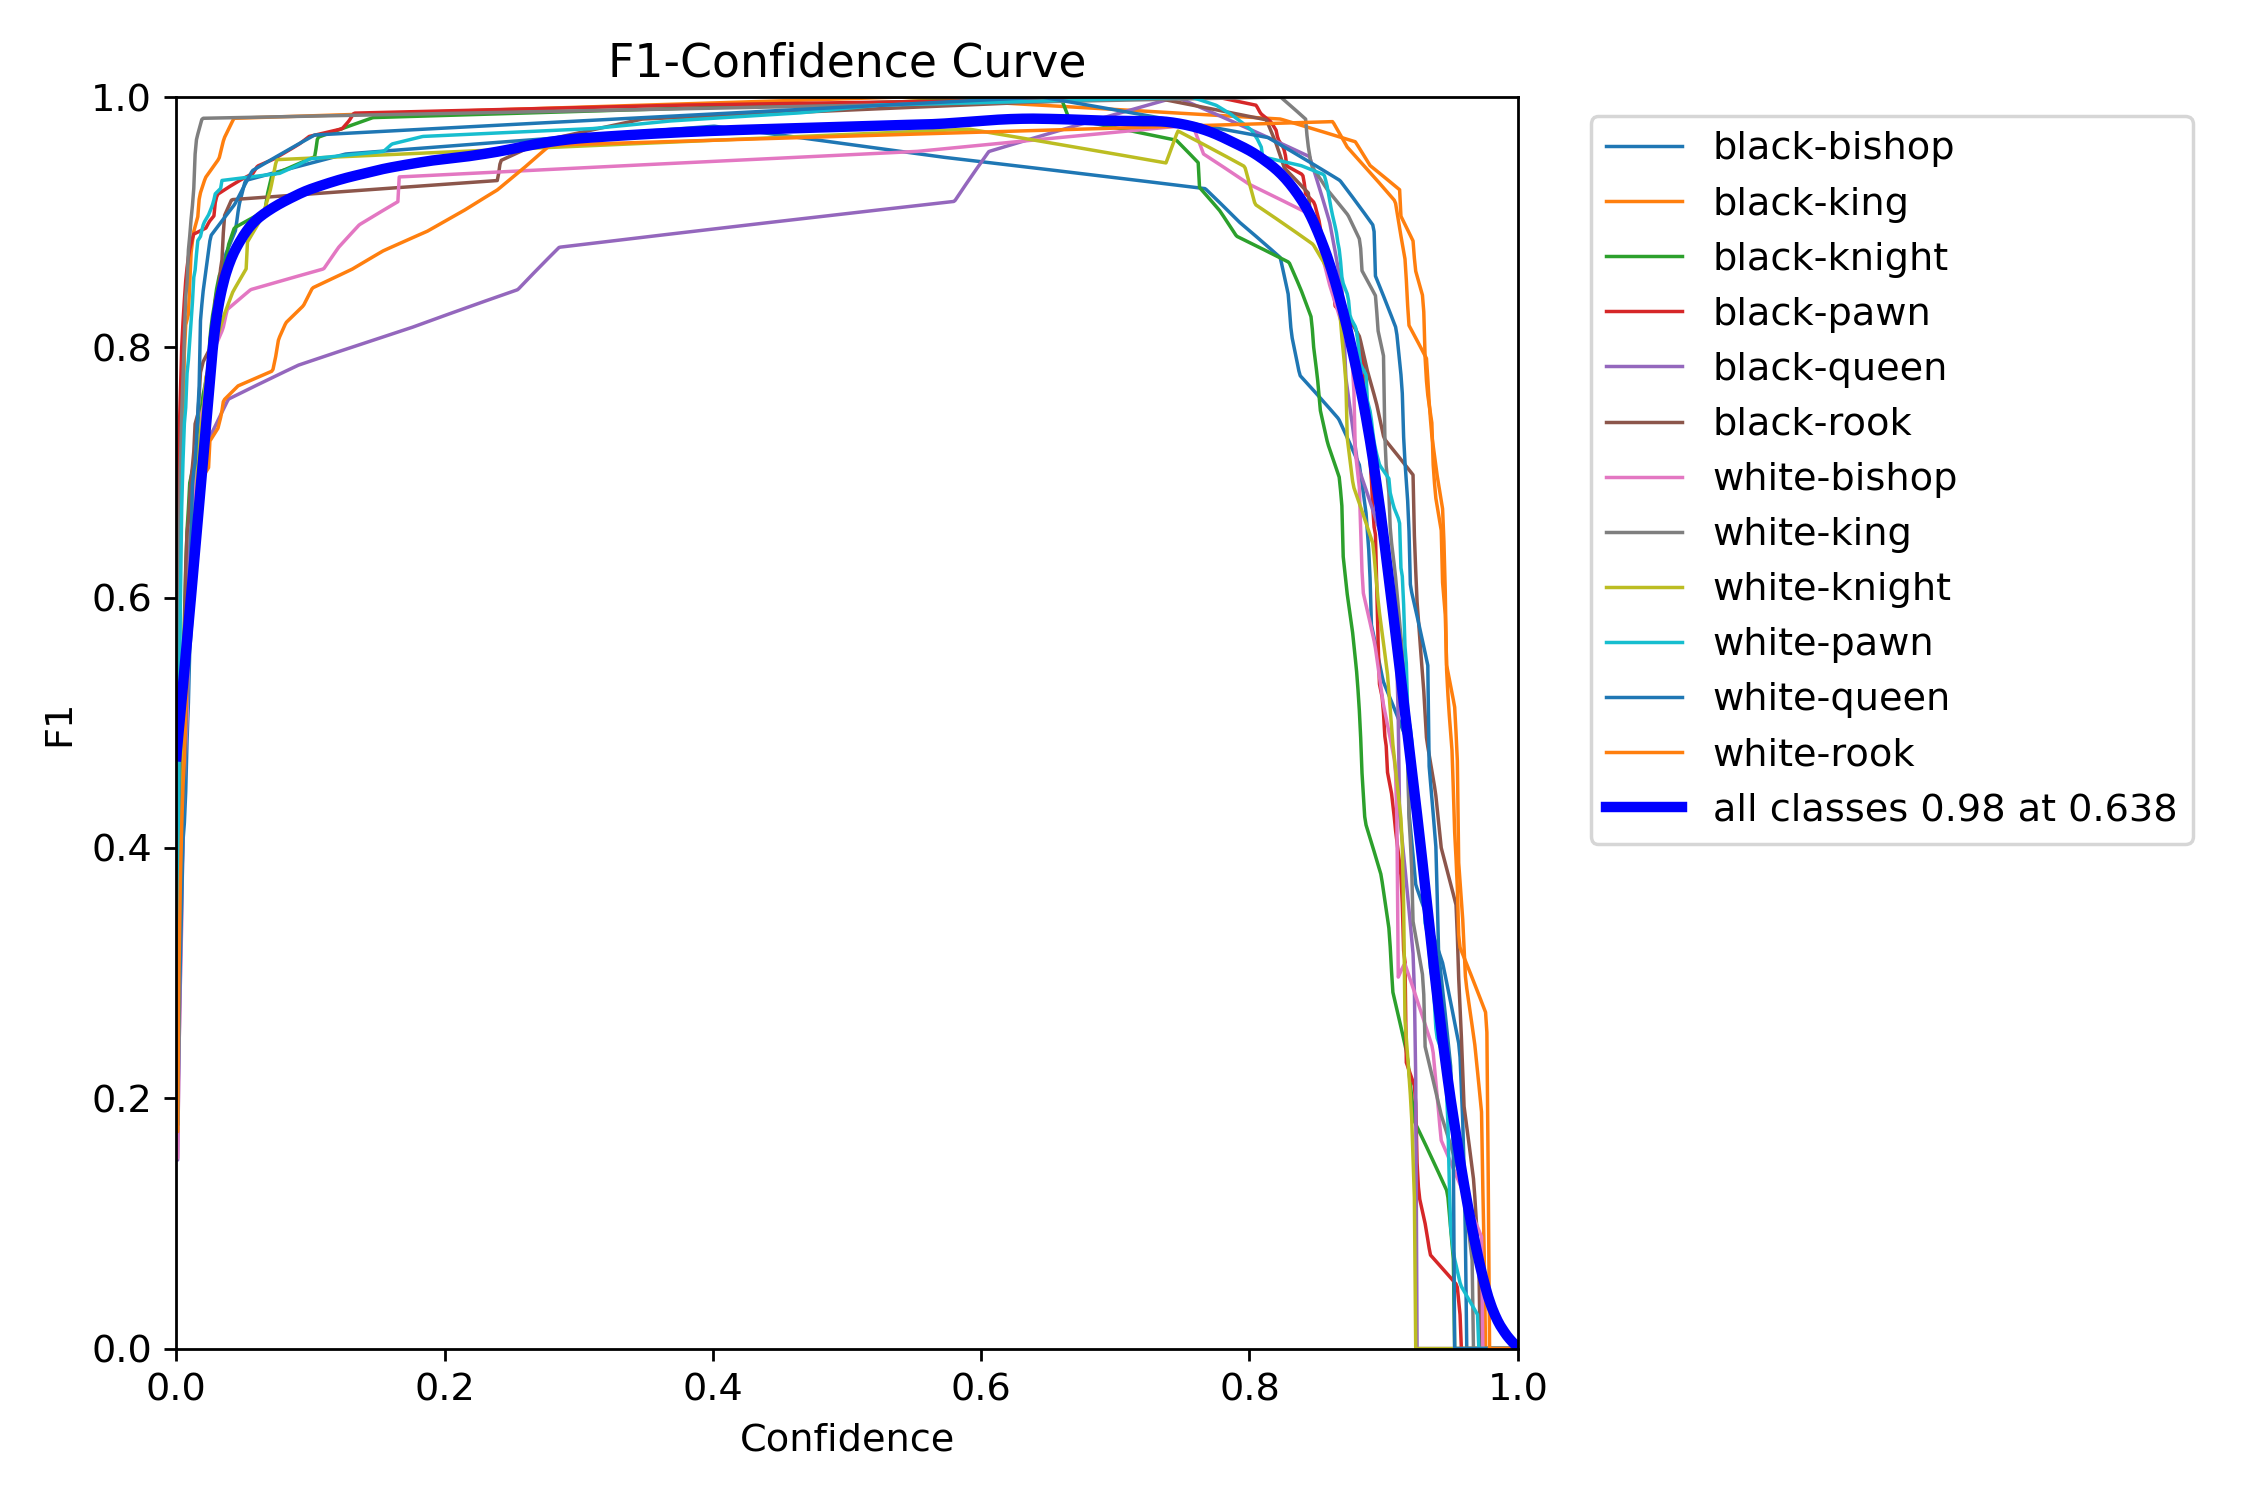 F1-Confidence Curve
1.0
0.8
0.6
0.4
0.2
0.0
F1
0.0 0.2 0.4 0.6 0.8 1.0
Confidence
black-bishop
black-king
black-knight
black-pawn
black-queen
black-rook
white-bishop
white-king
white-knight
white-pawn
white-queen
white-rook
all classes 0.98 at 0.638